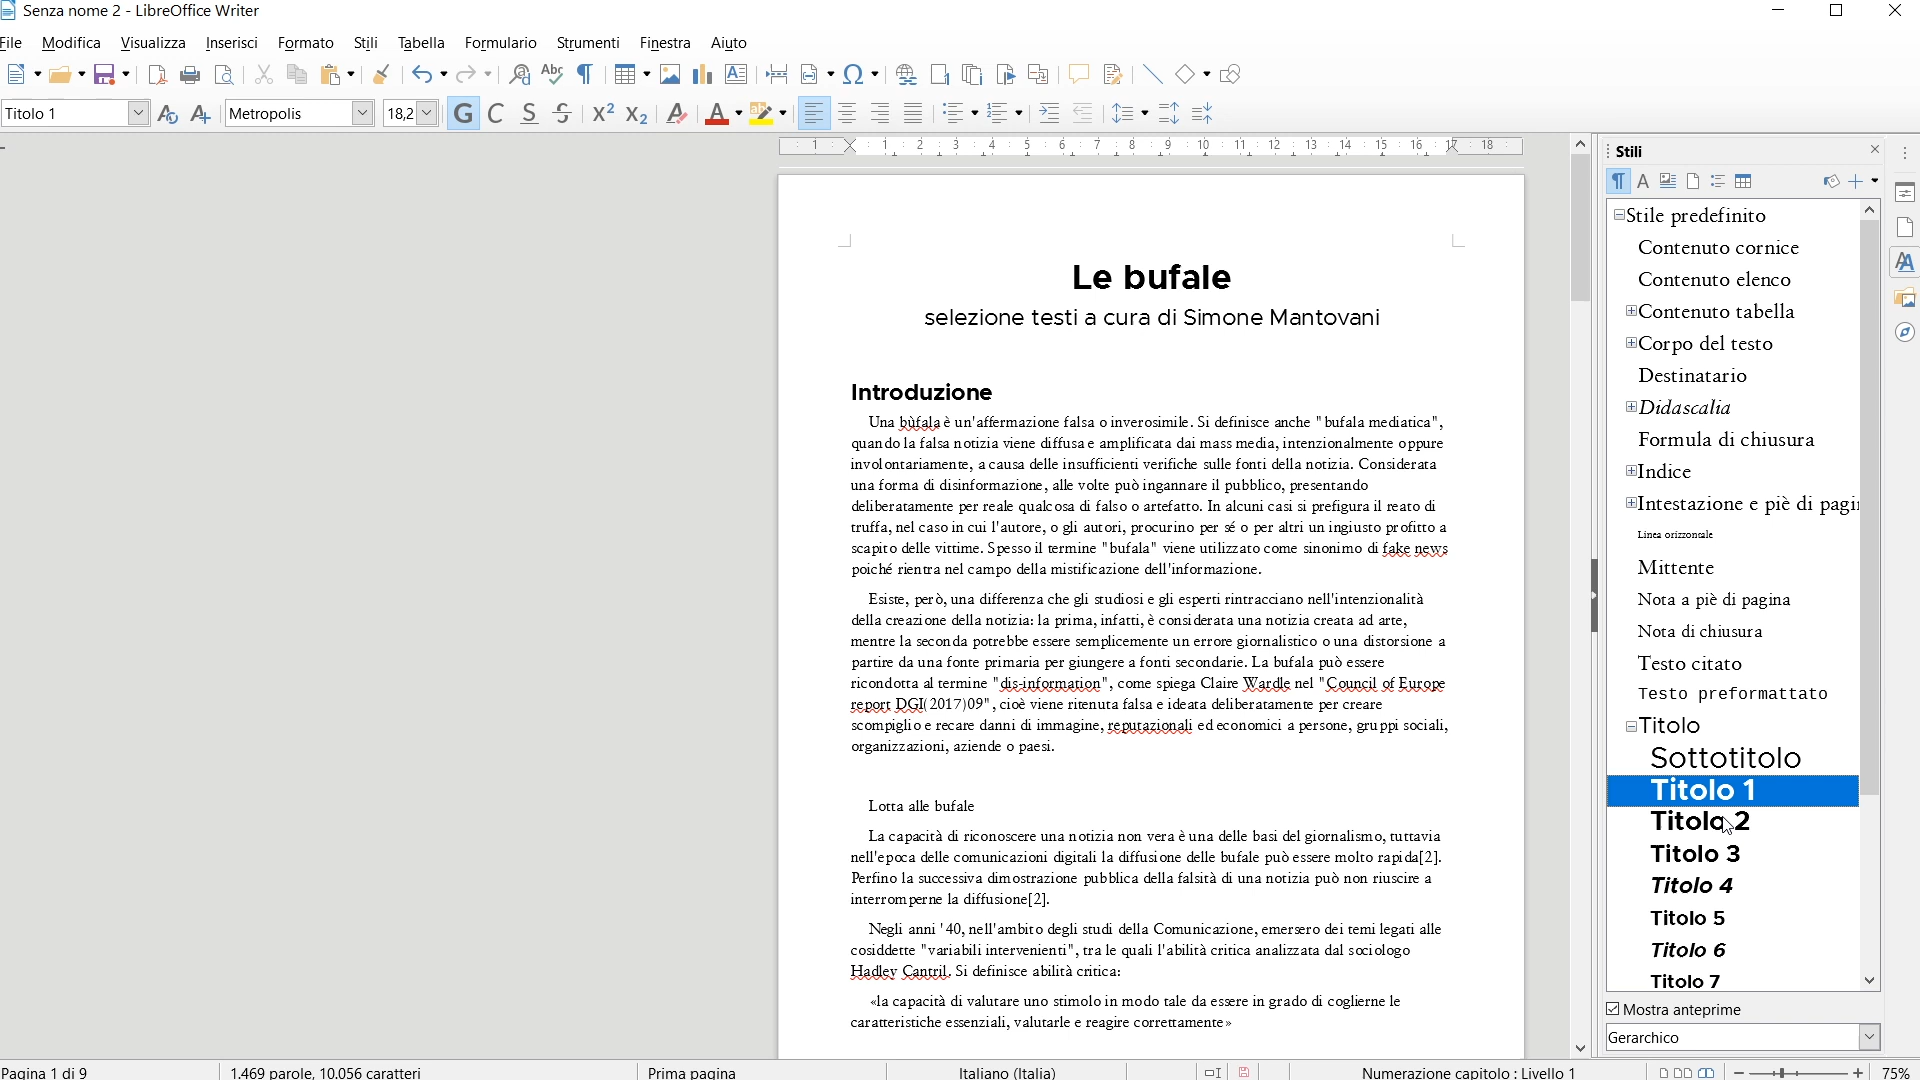 Senza nome 2 - LibreOffice Writer
File Modifica Visualizza Inserisci Formato Stili Tabella Formulario Strumenti Finestra Aiuto
Titolo 1 Metropolis 18,2 G C S
1 1 2 3 4 5 6 7 8 9 10 11 12 13 14 15 16 17 18
Le bufale
selezione testi a cura di Simone Mantovani
Introduzione
Una bùfala è un'affermazione falsa o inverosimile. Si definisce anche "bufala mediatica",
quando la falsa notizia viene diffusa e amplificata dai mass media, intenzionalmente oppure
involontariamente, a causa delle insufficienti verifiche sulle fonti della notizia. Considerata
una forma di disinformazione, alle volte può ingannare il pubblico, presentando
deliberatamente per reale qualcosa di falso o artefatto. In alcuni casi si prefigura il reato di
truffa, nel caso in cui l'autore, o gli autori, procurino per sé o per altri un ingiusto profitto a
scapito delle vittime. Spesso il termine "bufala" viene utilizzato come sinonimo di fake news
poiché rientra nel campo della mistificazione dell'informazione.
Esiste, però, una differenza che gli studiosi e gli esperti rintracciano nell'intenzionalità
della creazione della notizia: la prima, infatti, è considerata una notizia creata ad arte,
mentre la seconda potrebbe essere semplicemente un errore giornalistico o una distorsione a
partire da una fonte primaria per giungere a fonti secondarie. La bufala può essere
ricondotta al termine "dis-information", come spiega Claire Wardle nel "Council of Europe
report DGI(2017)09", cioè viene ritenuta falsa e ideata deliberatamente per creare
scompiglio e recare danni di immagine, reputazionali ed economici a persone, gruppi sociali,
organizzazioni, aziende o paesi.
Lotta alle bufale
La capacità di riconoscere una notizia non vera è una delle basi del giornalismo, tuttavia
nell'epoca delle comunicazioni digitali la diffusione delle bufale può essere molto rapida[2].
Perfino la successiva dimostrazione pubblica della falsità di una notizia può non riuscire a
interromperne la diffusione[2].
Negli anni '40, nell'ambito degli studi della Comunicazione, emersero dei temi legati alle
cosiddette "variabili intervenienti", tra le quali l'abilità critica analizzata dal sociologo
Hadley Cantril. Si definisce abilità critica:
«la capacità di valutare uno stimolo in modo tale da essere in grado di coglierne le
caratteristiche essenziali, valutarle e reagire correttamente»
Stili
Stile predefinito
Contenuto cornice
Contenuto elenco
Contenuto tabella
Corpo del testo
Destinatario
Didascalia
Formula di chiusura
Indice
Intestazione e piè di pagi
Linea orizzontale
Mittente
Nota a piè di pagina
Nota di chiusura
Testo citato
Testo preformattato
Titolo
Sottotitolo
Titolo 1
Titolo 2
Titolo 3
Titolo 4
Titolo 5
Titolo 6
Titolo 7
Mostra anteprime
Gerarchico
Pagina 1 di 9 1.469 parole, 10.056 caratteri Prima pagina Italiano (Italia) Numerazione capitolo : Livello 1 75%